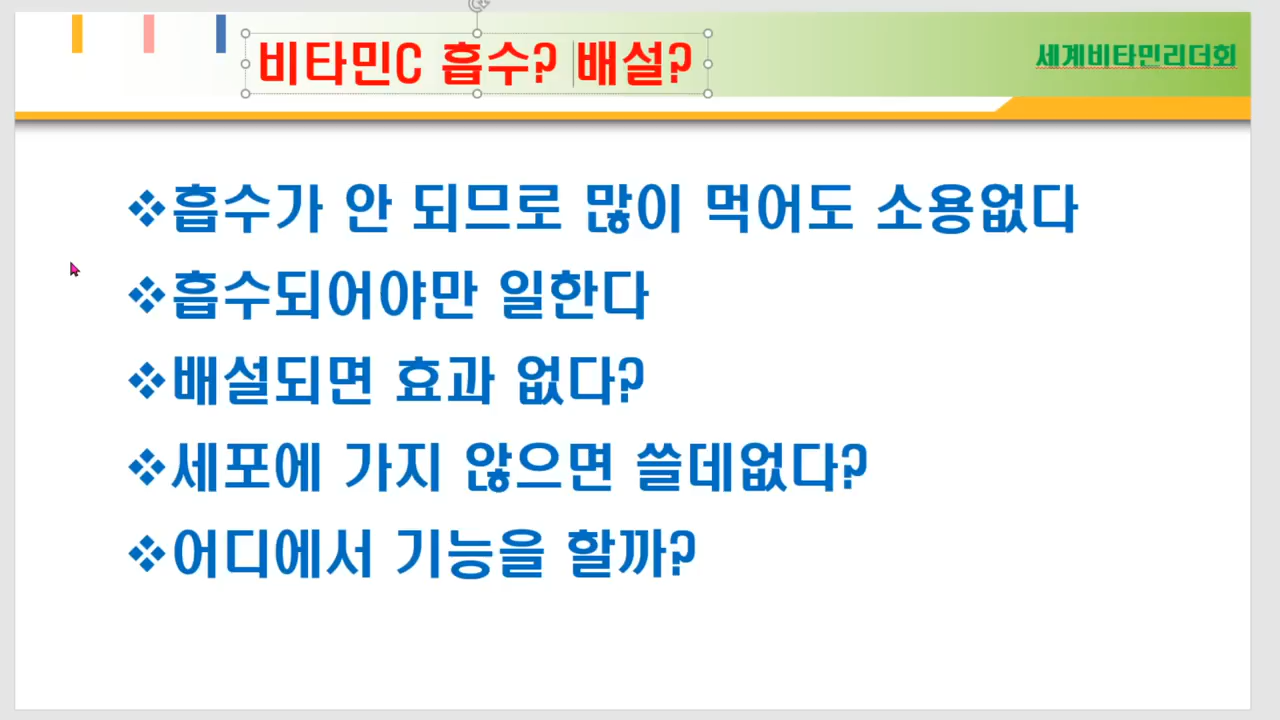 비타민C 흡수? 배설?
세계비타민리더회
❖흡수가 안 되므로 많이 먹어도 소용없다
❖흡수되어야만 일한다
❖배설되면 효과 없다?
❖세포에 가지 않으면 쓸데없다?
❖어디에서 기능을 할까?